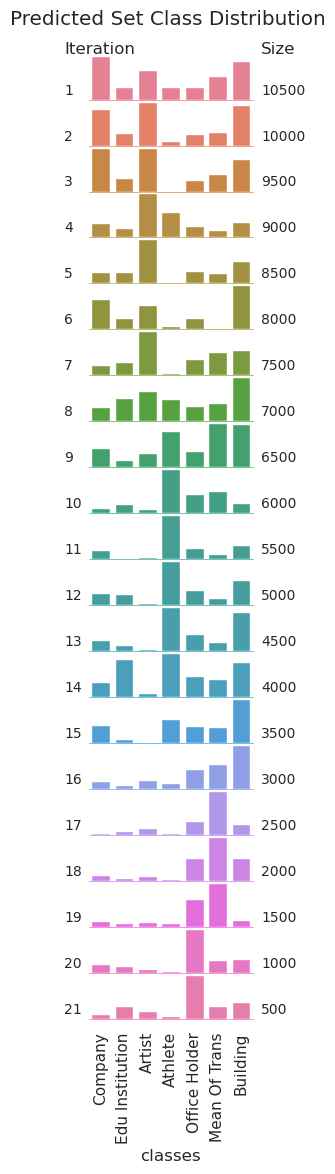 Predicted Set Class Distribution
Iteration Size
1 10500
2 10000
3 9500
4 9000
5 8500
6 8000
7 7500
8 7000
9 6500
10 6000
11 5500
12 5000
13 4500
14 4000
15 3500
16 3000
17 2500
18 2000
19 1500
20 1000
21 500
Company
Edu Institution
Artist
Athlete
Office Holder
Mean Of Trans
Building
classes